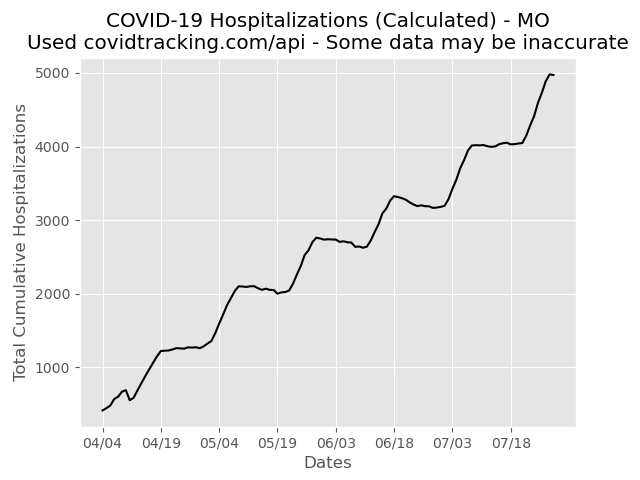 COVID-19 Hospitalizations (Calculated) - MO
Used covidtracking.com/api - Some data may be inaccurate
Total Cumulative Hospitalizations
5000
4000
3000
2000
1000
04/04 04/19 05/04 05/19 06/03 06/18 07/03 07/18
Dates